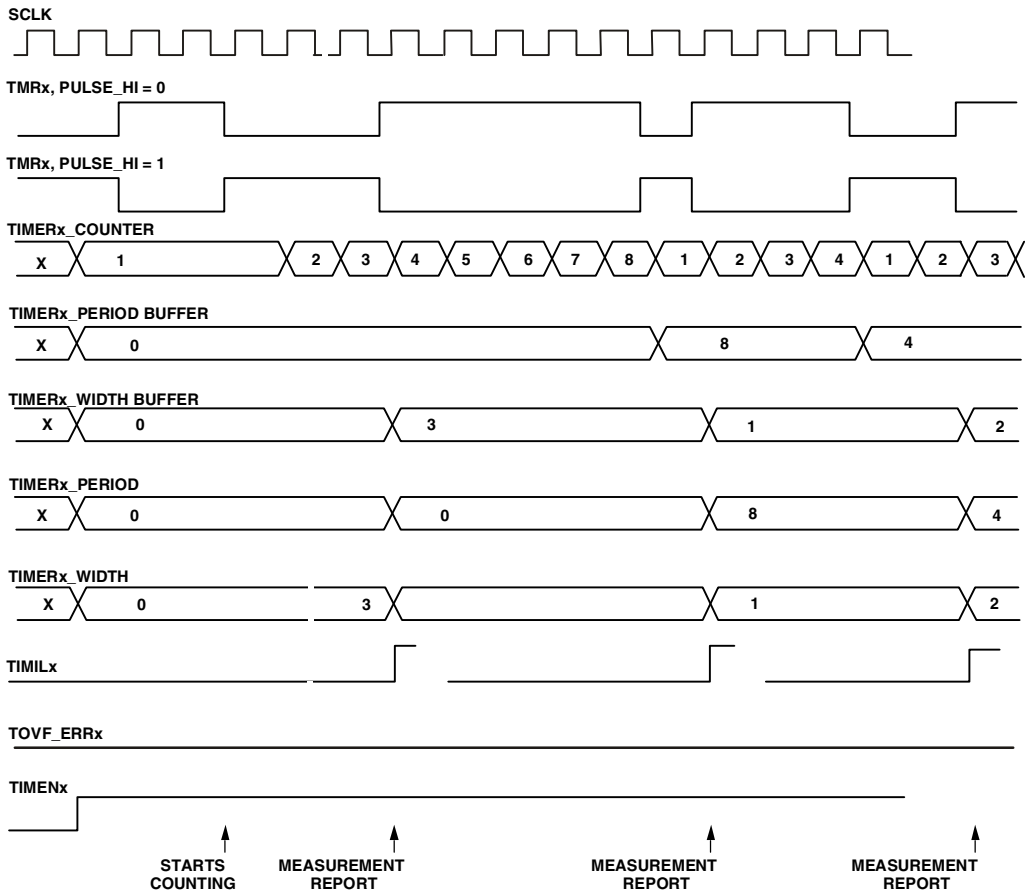 SCLK
TMRx, PULSE_HI = 0
TMRx, PULSE_HI = 1
TIMERx_COUNTER
X 1 2 3 4 5 6 7 8 1 2 3 4 1 2 3
TIMERx_PERIOD BUFFER
X 0 8 4
TIMERx_WIDTH BUFFER
X 0 3 1 2
TIMERx_PERIOD
X 0 0 8 4
TIMERx_WIDTH
X 0 3 1 2
TIMILx
TOVF_ERRx
TIMENx
STARTS COUNTING
MEASUREMENT REPORT
MEASUREMENT REPORT
MEASUREMENT REPORT